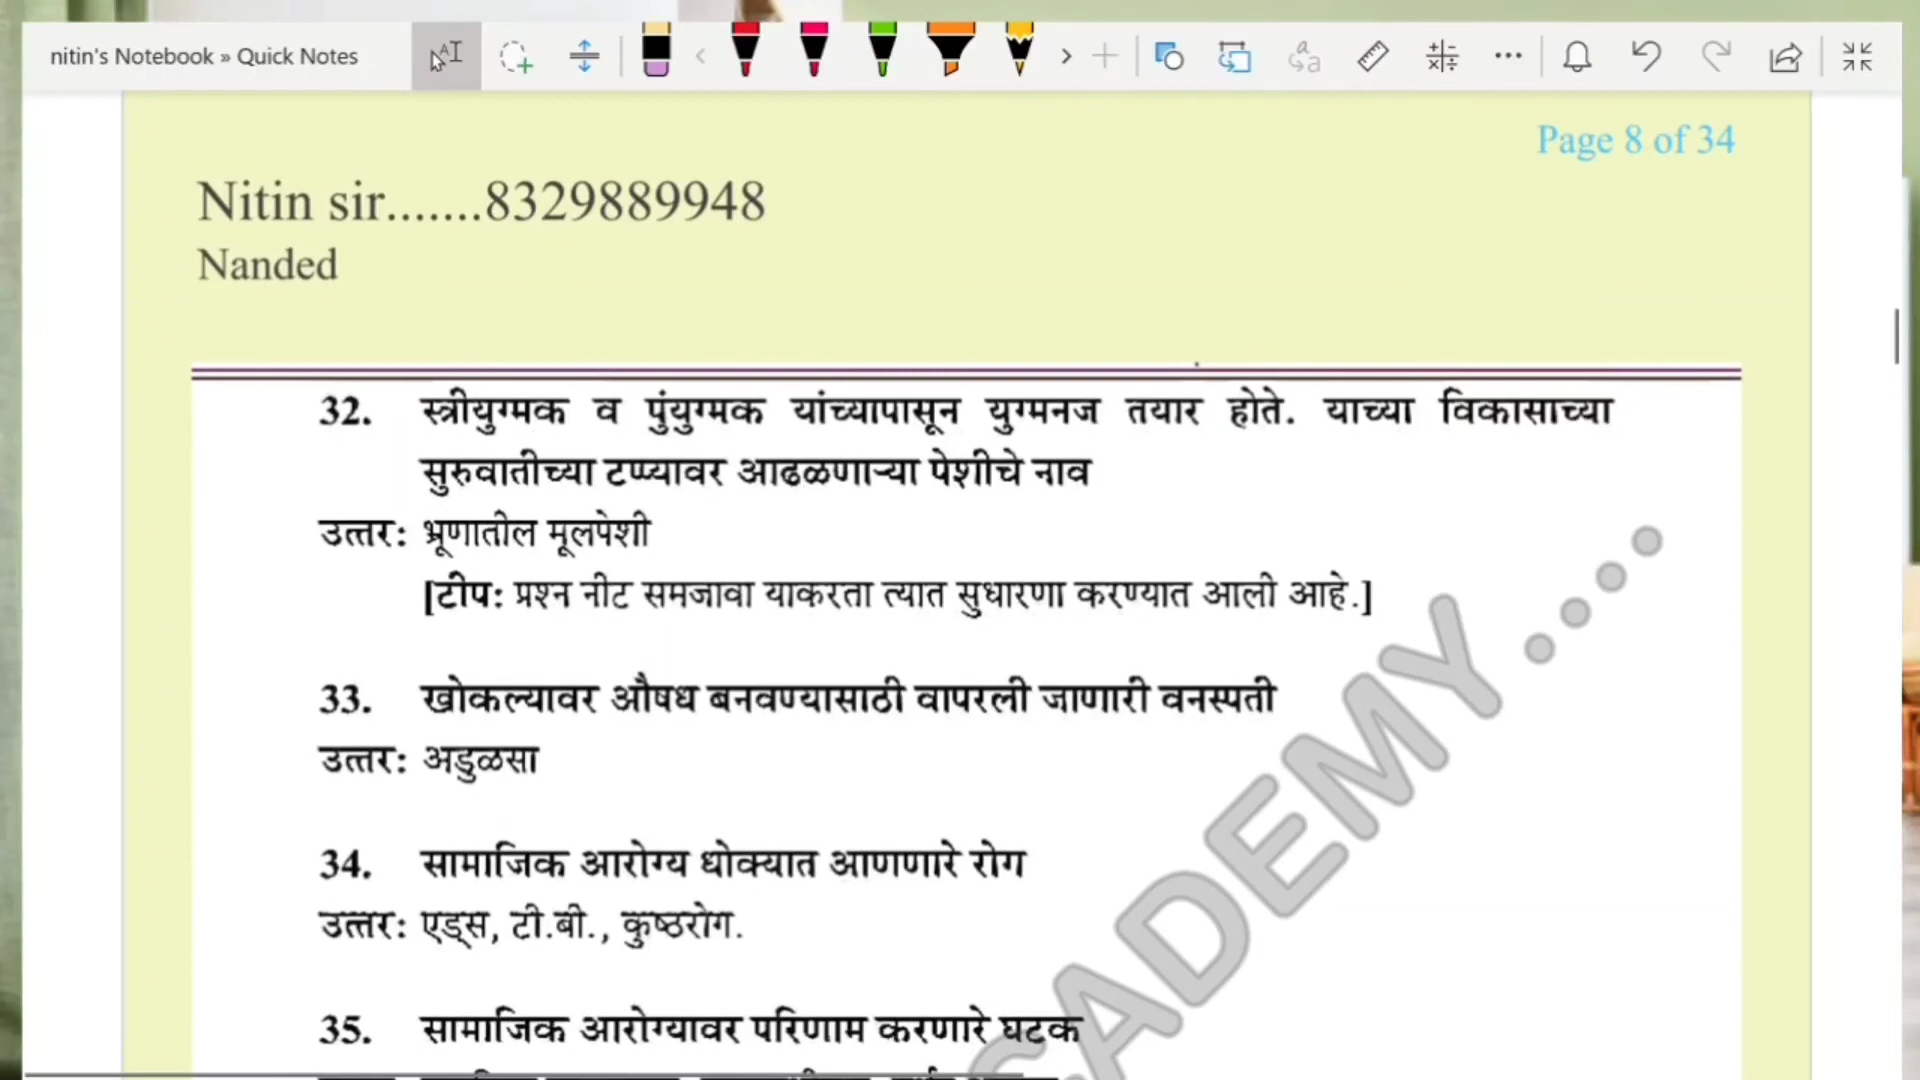 nitin's Notebook » Quick Notes
Page 8 of 34
Nitin sir.......8329889948
Nanded
32. स्त्रीयुग्मक व पुंयुग्मक यांच्यापासून युग्मनज तयार होते. याच्या विकासाच्या
सुरुवातीच्या टप्प्यावर आढळणाऱ्या पेशीचे नाव
उत्तर: भ्रूणातील मूलपेशी
[टीप: प्रश्न नीट समजावा याकरता त्यात सुधारणा करण्यात आली आहे.]
33. खोकल्यावर औषध बनवण्यासाठी वापरली जाणारी वनस्पती
उत्तर: अडुळसा
34. सामाजिक आरोग्य धोक्यात आणणारे रोग
उत्तर: एड्स, टी.बी., कुष्ठरोग.
35. सामाजिक आरोग्यावर परिणाम करणारे घटक
CADEMY....